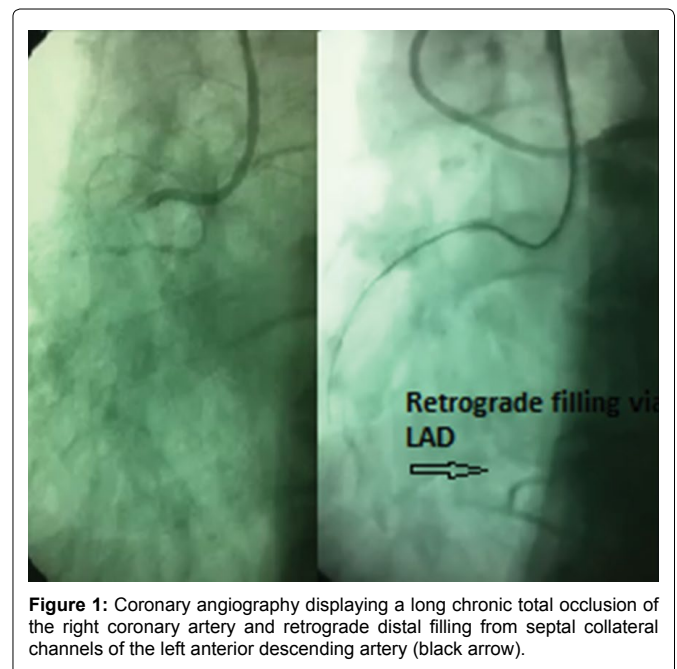 Retrograde filling via
LAD
Figure 1: Coronary angiography displaying a long chronic total occlusion of
the right coronary artery and retrograde distal filling from septal collateral
channels of the left anterior descending artery (black arrow).